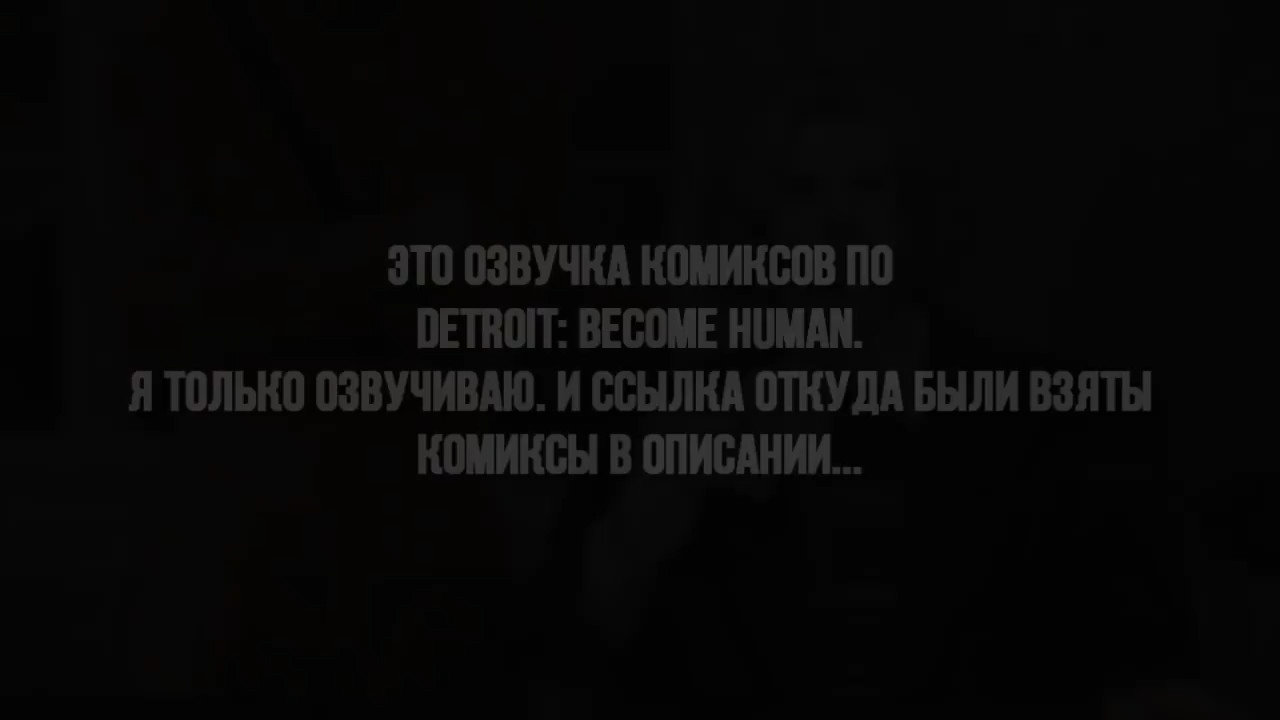 ЭТО ОЗВУЧКА КОМИКСОВ ПО
DETROIT: BECOME HUMAN.
Я ТОЛЬКО ОЗВУЧИВАЮ. И ССЫЛКА ОТКУДА БЫЛИ ВЗЯТЫ
КОМИКСЫ В ОПИСАНИИ...